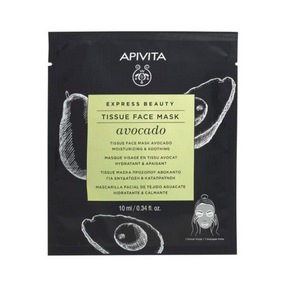 APIVITA
EXPRESS BEAUTY
TISSUE FACE MASK
avocado
TISSUE FACE MASK AVOCADO
MOISTURIZING & SOOTHING
MASQUE VISAGE EN TISSU AVOCAT
HYDRATANT & APAISANT
TISSUE ΜΑΣΚΑ ΠΡΟΣΩΠΟΥ ΑΒΟΚΑΝΤΟ
ΓΙΑ ΕΝΥΔΑΤΩΣΗ & ΚΑΤΑΠΡΑΫΝΣΗ
MASCARILLA FACIAL DE TEJIDO AGUACATE
HIDRATANTE & CALMANTE
10 ml / 0.34 fl. oz.